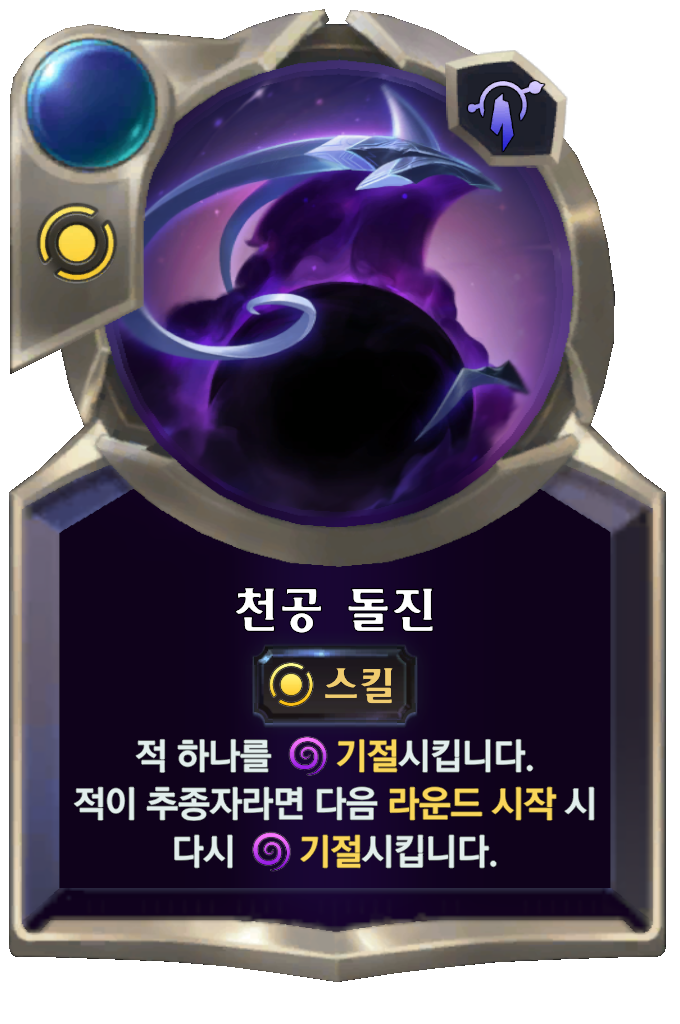 천공 돌진
스킬
적 하나를 기절시킵니다.
적이 추종자라면 다음 라운드 시작 시
다시 기절시킵니다.